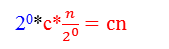 2⁰*c*n/2⁰ = cn